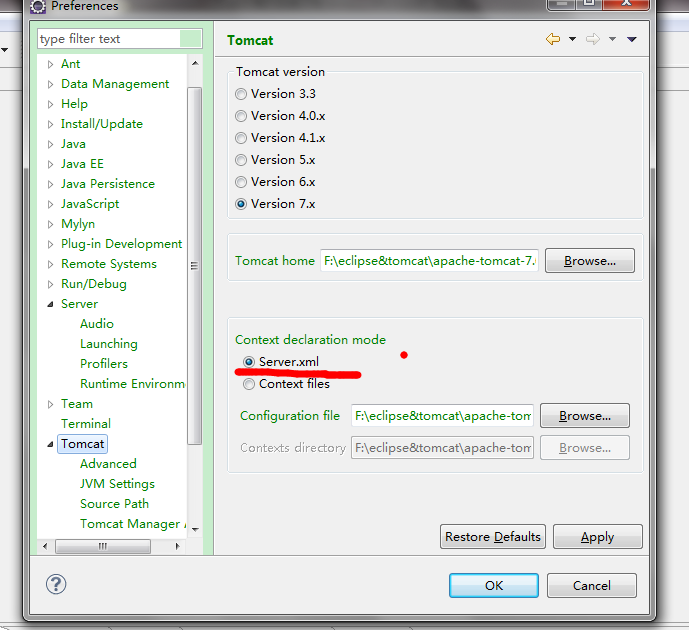 Preferences
type filter text
Ant
Data Management
Help
Install/Update
Java
Java EE
Java Persistence
JavaScript
Mylyn
Plug-in Development
Remote Systems
Run/Debug
Server
Audio
Launching
Profilers
Runtime Environm
Team
Terminal
Tomcat
Advanced
JVM Settings
Source Path
Tomcat Manager
Tomcat
Tomcat version
Version 3.3
Version 4.0.x
Version 4.1.x
Version 5.x
Version 6.x
Version 7.x
Tomcat home F:\eclipse&tomcat\apache-tomcat-7. Browse...
Context declaration mode
Server.xml
Context files
Configuration file F:\eclipse&tomcat\apache-tom Browse...
Contexts directory F:\eclipse&tomcat\apache-tom Browse...
Restore Defaults Apply
? OK Cancel